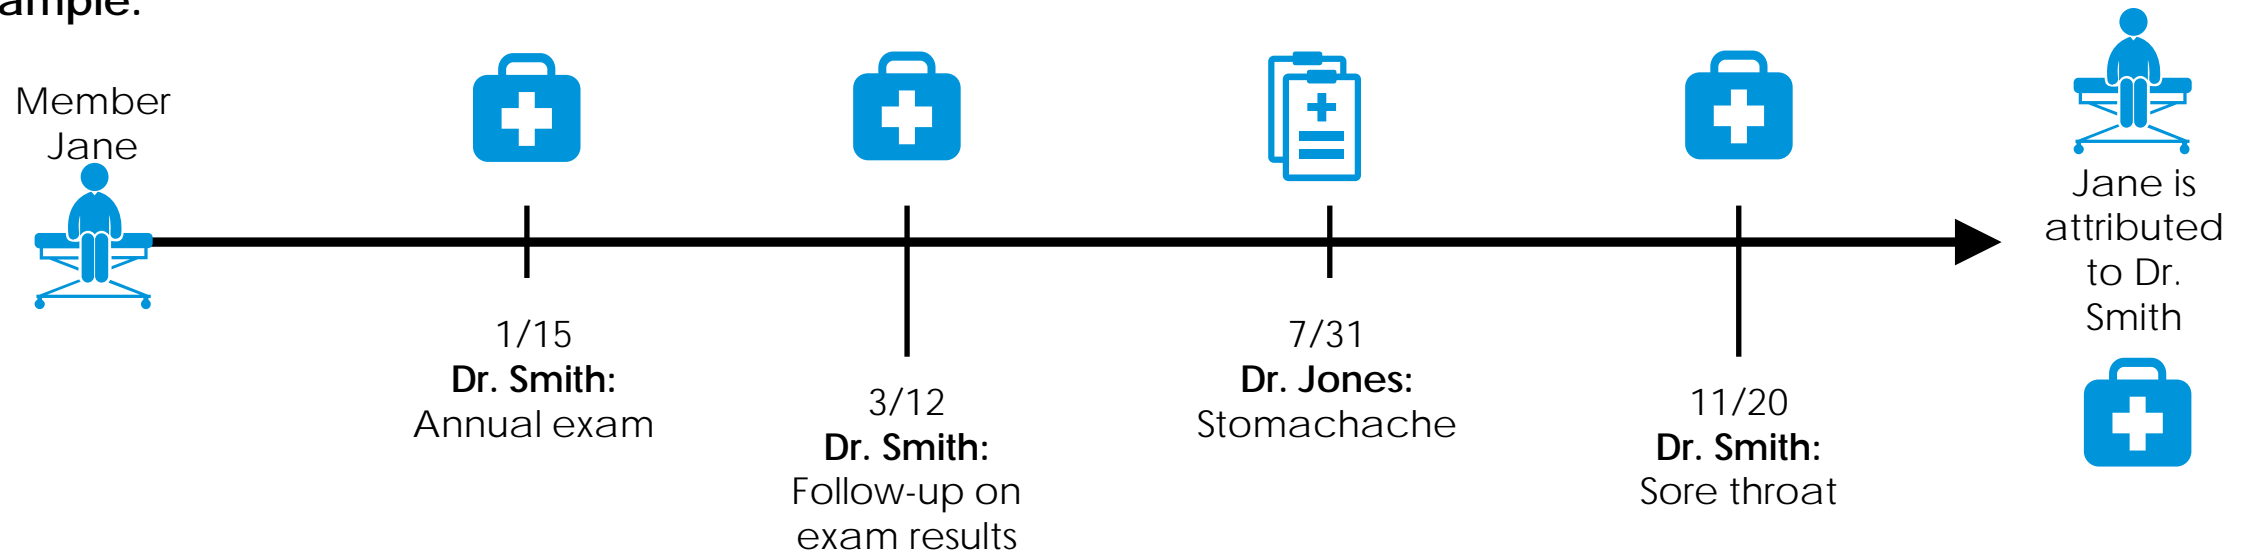 Member
Jane
1/15
Dr. Smith:
Annual exam
3/12
Dr. Smith:
Follow-up on
exam results
7/31
Dr. Jones:
Stomachache
11/20
Dr. Smith:
Sore throat
Jane is
attributed
to Dr.
Smith